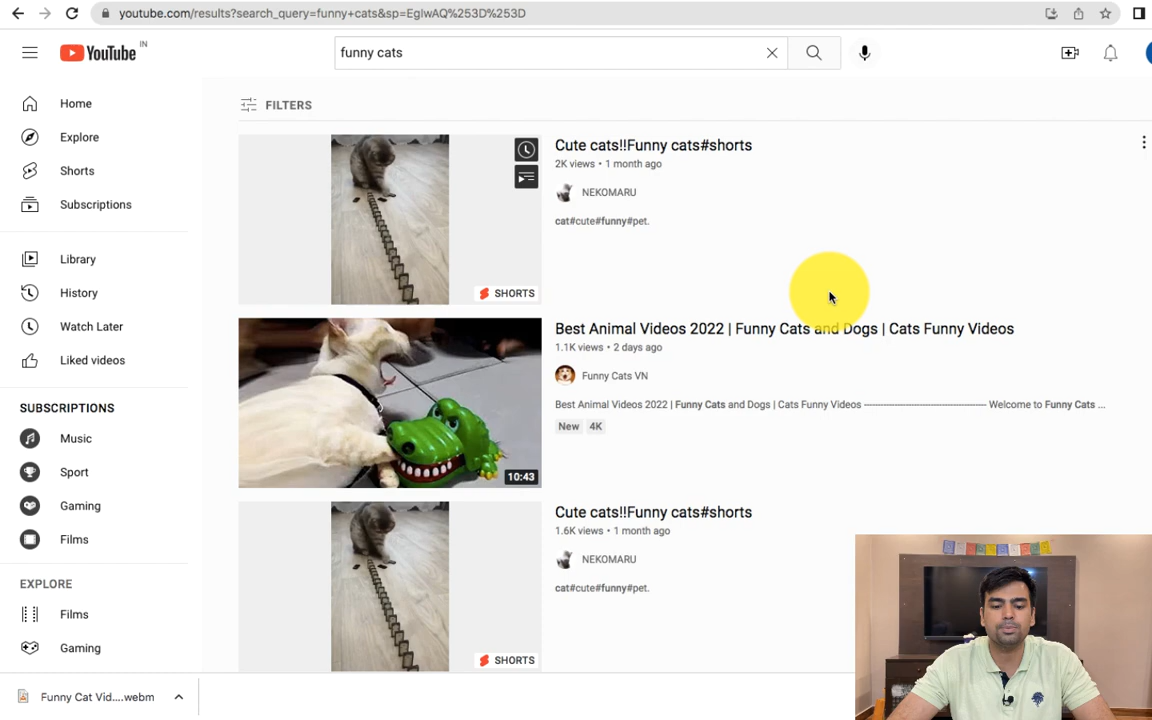 youtube.com/results?search_query=funny+cats&sp=EgIwAQ%253D%253D
YouTube IN
funny cats
Home
Explore
Shorts
Subscriptions
Library
History
Watch Later
Liked videos
SUBSCRIPTIONS
Music
Sport
Gaming
Films
EXPLORE
Films
Gaming
FILTERS
SHORTS
Cute cats!!Funny cats#shorts
2K views • 1 month ago
NEKOMARU
cat#cute#funny#pet.
10:43
Best Animal Videos 2022 | Funny Cats and Dogs | Cats Funny Videos
1.1K views • 2 days ago
Funny Cats VN
Best Animal Videos 2022 | Funny Cats and Dogs | Cats Funny Videos ---------------------------------------- Welcome to Funny Cats ...
New 4K
SHORTS
Cute cats!!Funny cats#shorts
1.6K views • 1 month ago
NEKOMARU
cat#cute#funny#pet.
Funny Cat Vid....webm